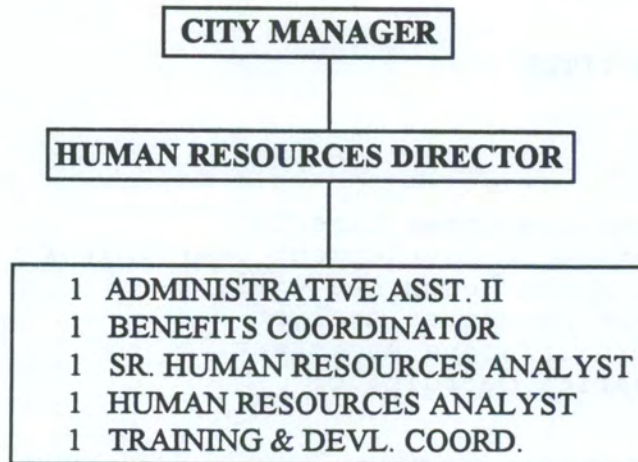 CITY MANAGER
HUMAN RESOURCES DIRECTOR
1 ADMINISTRATIVE ASST. II
1 BENEFITS COORDINATOR
1 SR. HUMAN RESOURCES ANALYST
1 HUMAN RESOURCES ANALYST
1 TRAINING & DEVL. COORD.